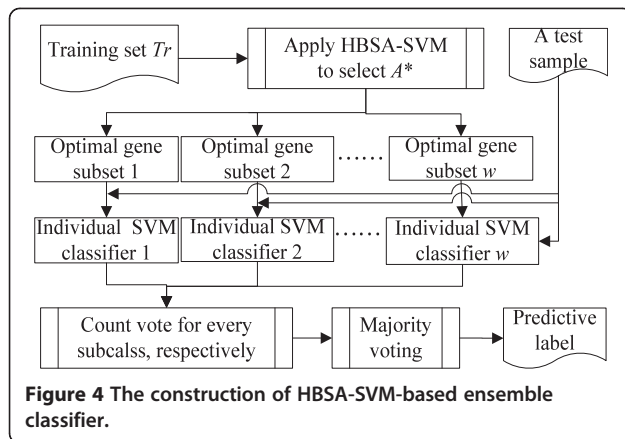 Training set Tr
Apply HBSA-SVM
to select A*
A test
sample
Optimal gene
subset 1
Optimal gene
subset 2
......
Optimal gene
subset w
Individual SVM
classifier 1
Individual SVM
classifier 2
......
Individual SVM
classifier w
Count vote for every
subcalss, respectively
Majority
voting
Predictive
label
Figure 4 The construction of HBSA-SVM-based ensemble
classifier.